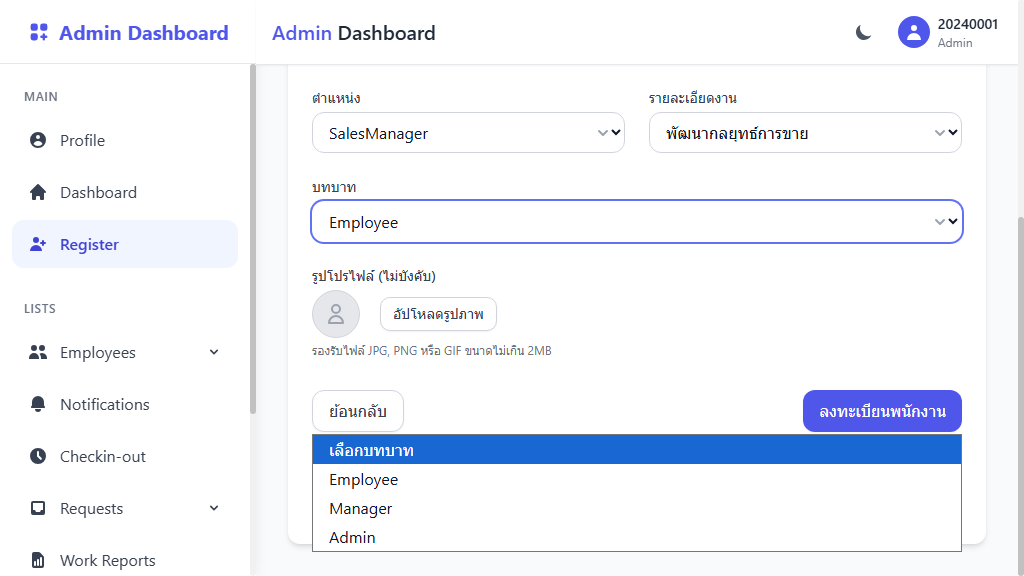 Admin Dashboard
Admin Dashboard
20240001
Admin
MAIN
Profile
Dashboard
Register
LISTS
Employees
Notifications
Checkin-out
Requests
Work Reports
ตำแหน่ง
รายละเอียดงาน
SalesManager
พัฒนากลยุทธ์การขาย
บทบาท
Employee
รูปโปรไฟล์ (ไม่บังคับ)
อัปโหลดรูปภาพ
รองรับไฟล์ JPG, PNG หรือ GIF ขนาดไม่เกิน 2MB
ย้อนกลับ
ลงทะเบียนพนักงาน
เลือกบทบาท
Employee
Manager
Admin